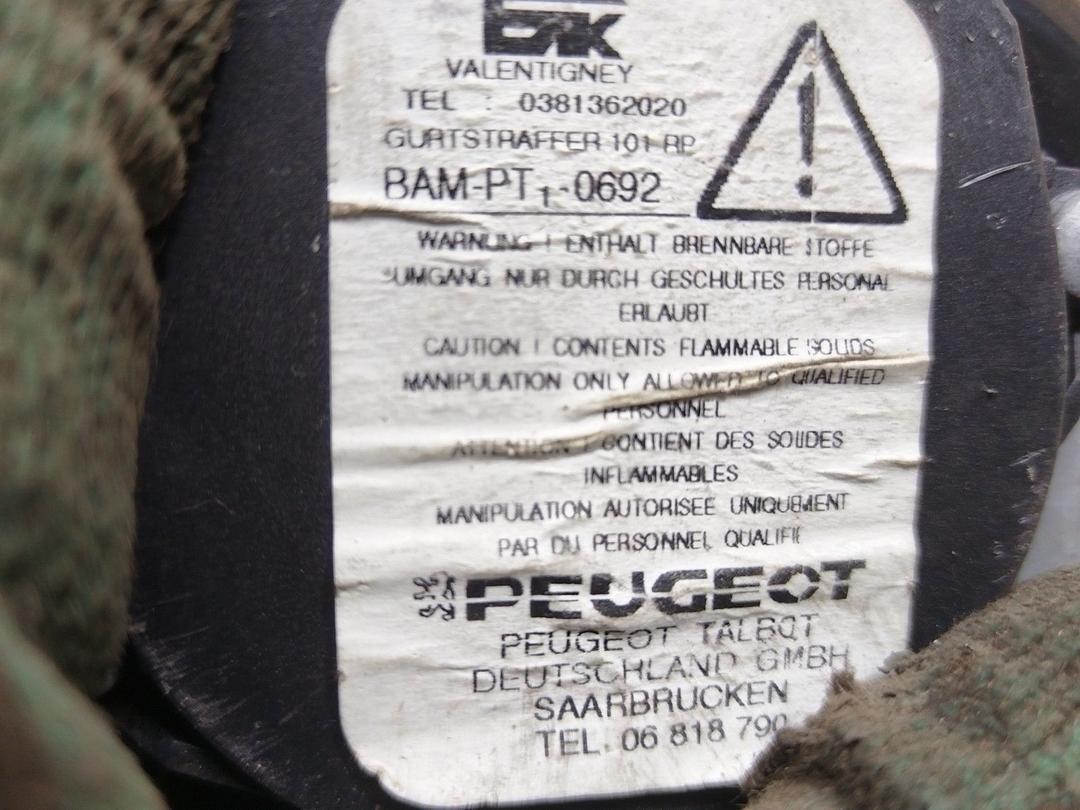 VALENTIGNEY
TEL : 0381362020
GURTSTRAFFER 101 RP
BAM-PT1-0692
WARNUNG ! ENTHALT BRENNBARE STOFFE
UMGANG NUR DURCH GESCHULTES PERSONAL
ERLAUBT
CAUTION ! CONTENTS FLAMMABLE SOLIDS
MANIPULATION ONLY ALLOWED TO QUALIFIED
PERSONNEL
ATTENTION ! CONTIENT DES SOLIDES
INFLAMMABLES
MANIPULATION AUTORISEE UNIQUEMENT
PAR DU PERSONNEL QUALIFIE
PEUGEOT
PEUGEOT TALBOT
DEUTSCHLAND GMBH
SAARBRUCKEN
TEL. 06 818 790